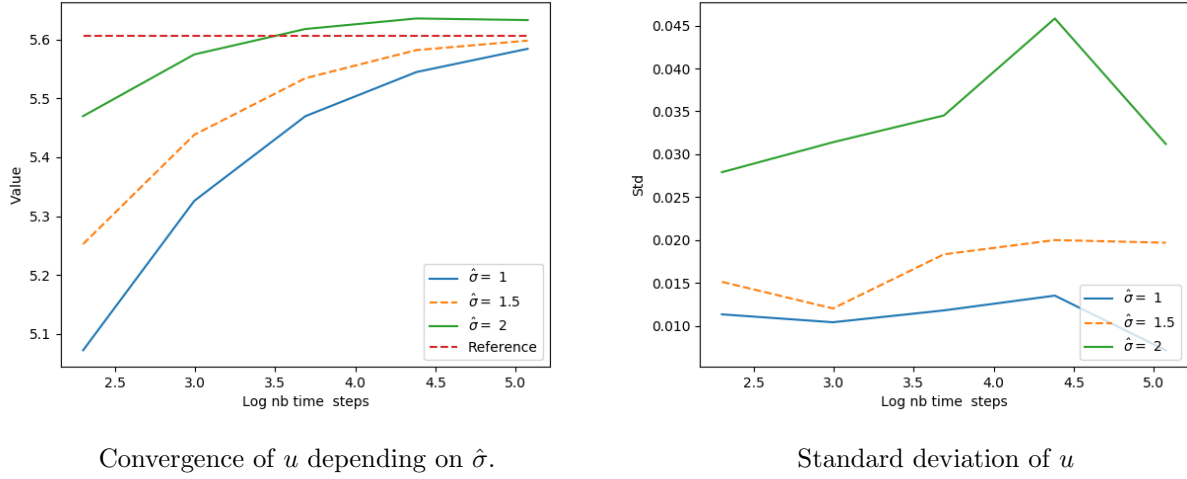 5.6
5.5
5.4
5.3
5.2
5.1
Value
2.5 3.0 3.5 4.0 4.5 5.0
Log nb time steps
σ̂ = 1
σ̂ = 1.5
σ̂ = 2
Reference
Convergence of u depending on σ̂.
0.045
0.040
0.035
0.030
0.025
0.020
0.015
0.010
Std
2.5 3.0 3.5 4.0 4.5 5.0
Log nb time steps
σ̂ = 1
σ̂ = 1.5
σ̂ = 2
Standard deviation of u